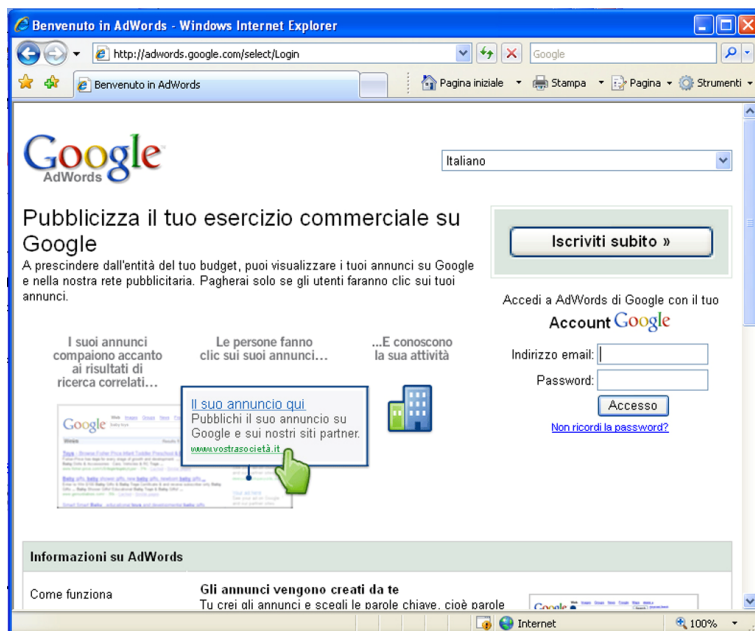 Benvenuto in AdWords - Windows Internet Explorer
http://adwords.google.com/select/Login
Google
Benvenuto in AdWords
Pagina iniziale
Stampa
Pagina
Strumenti
Google
AdWords
Italiano
Pubblicizza il tuo esercizio commerciale su
Google
A prescindere dall'entità del tuo budget, puoi visualizzare i tuoi annunci su Google
e nella nostra rete pubblicitaria. Pagherai solo se gli utenti faranno clic sui tuoi
annunci.
Iscriviti subito »
Accedi a AdWords di Google con il tuo
Account Google
Indirizzo email:
Password:
Accesso
Non ricordi la password?
I suoi annunci
compaiono accanto
ai risultati di
ricerca correlati…
Le persone fanno
clic sui suoi annunci…
...E conoscono
la sua attività
Google
Il suo annuncio qui
Pubblichi il suo annuncio su
Google e sui nostri siti partner.
www.vostrasocietà.it
Informazioni su AdWords
Come funziona
Gli annunci vengono creati da te
Tu crei gli annunci e scegli le parole chiave, cioè parole
Google
Internet
100%